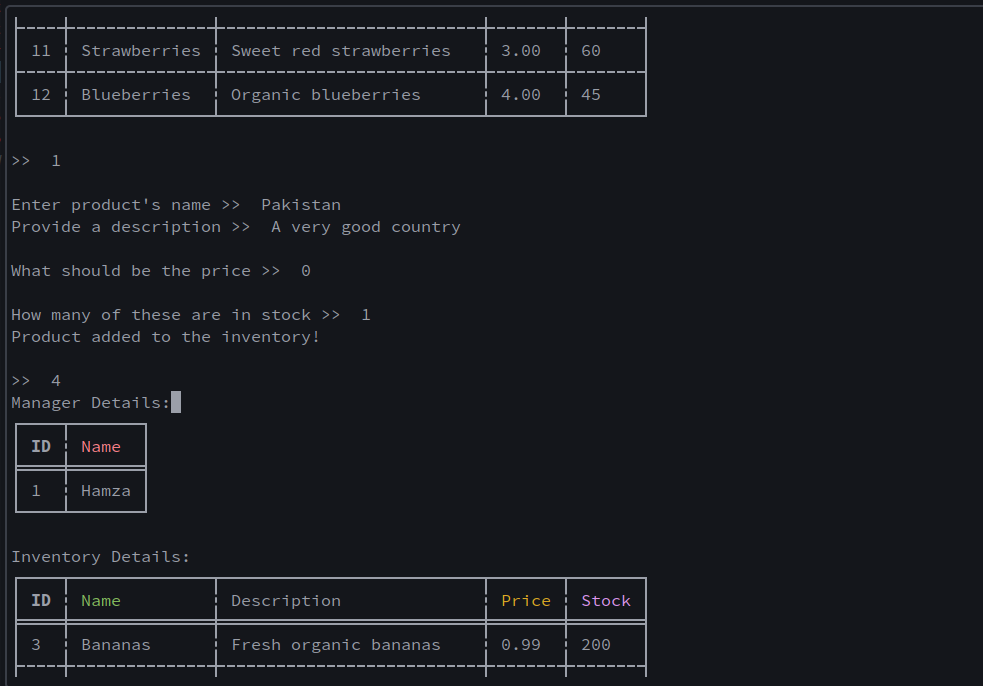 11 Strawberries Sweet red strawberries 3.00 60
12 Blueberries Organic blueberries 4.00 45
>> 1
Enter product's name >> Pakistan
Provide a description >> A very good country
What should be the price >> 0
How many of these are in stock >> 1
Product added to the inventory!
>> 4
Manager Details:
ID Name
1 Hamza
Inventory Details:
ID Name Description Price Stock
3 Bananas Fresh organic bananas 0.99 200